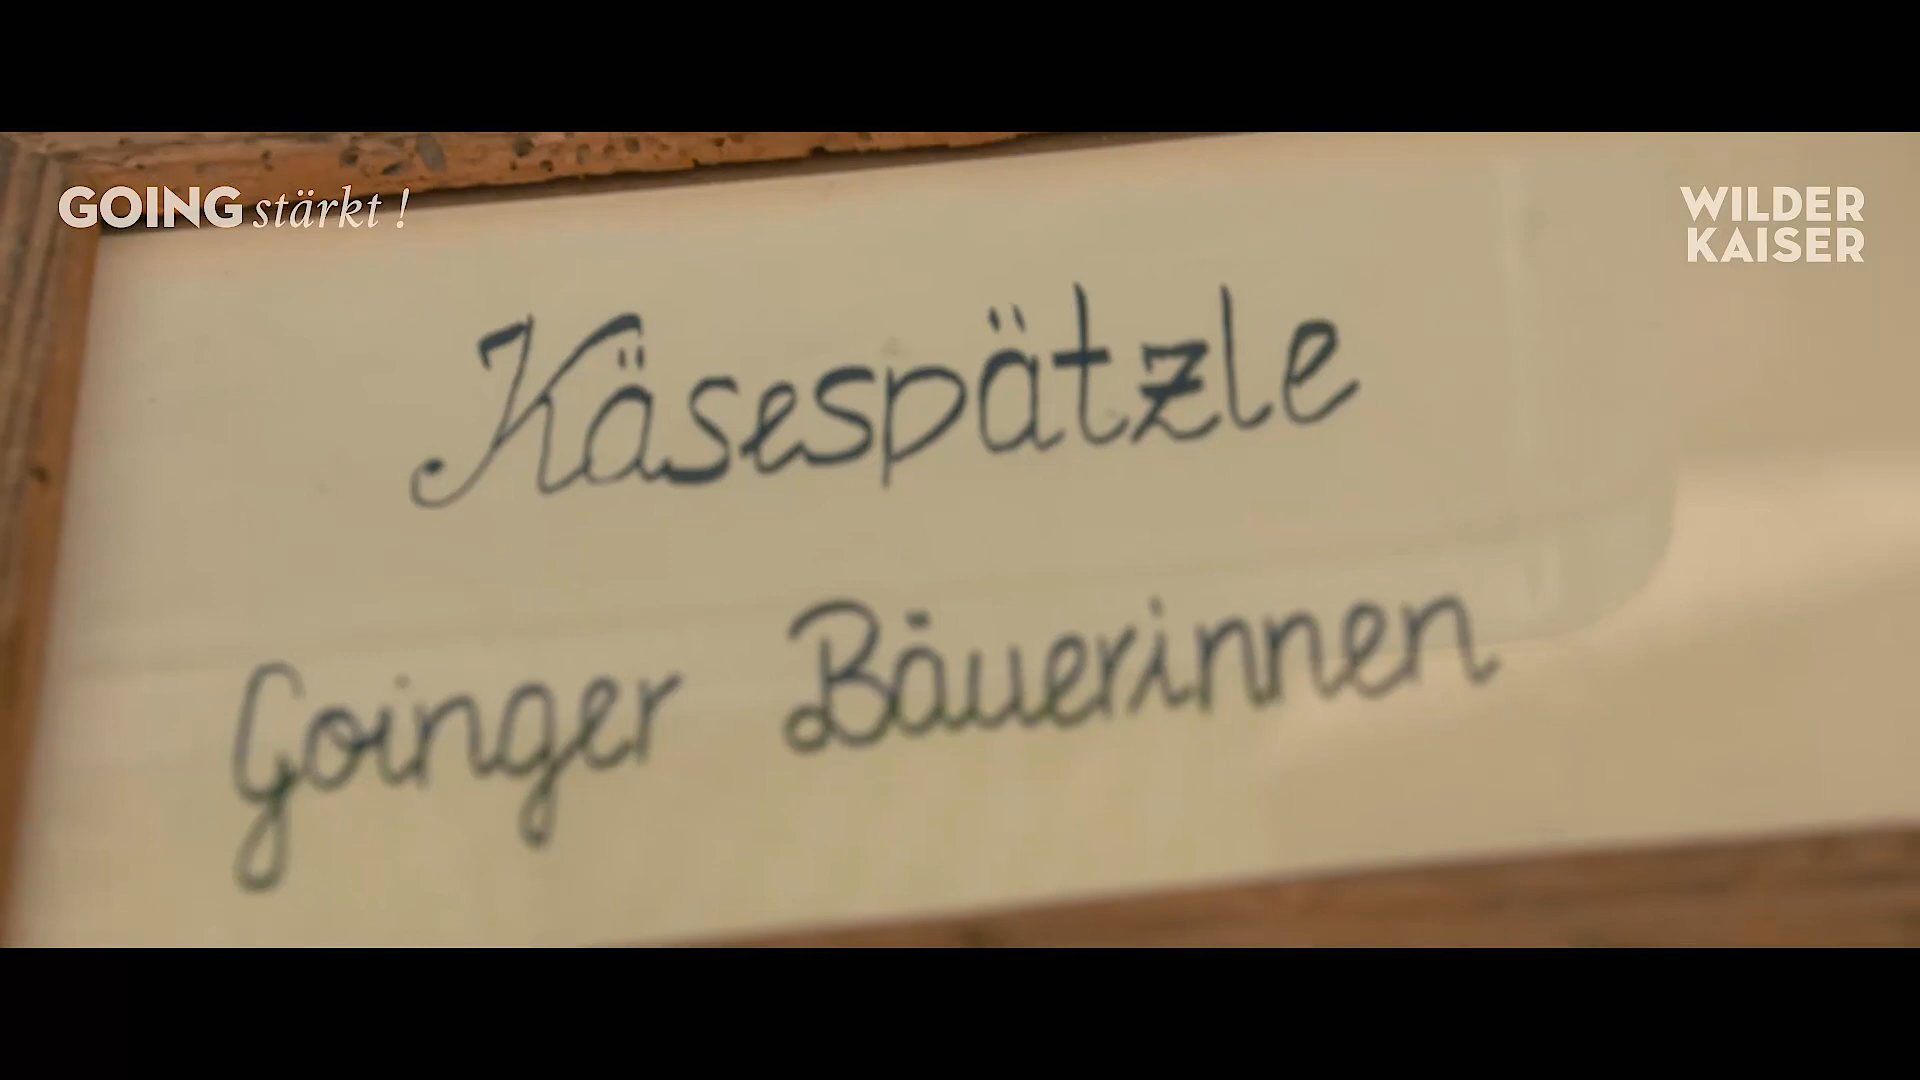 GOING stärkt !
WILDER
KAISER
Käsespätzle
Goinger Bäuerinnen